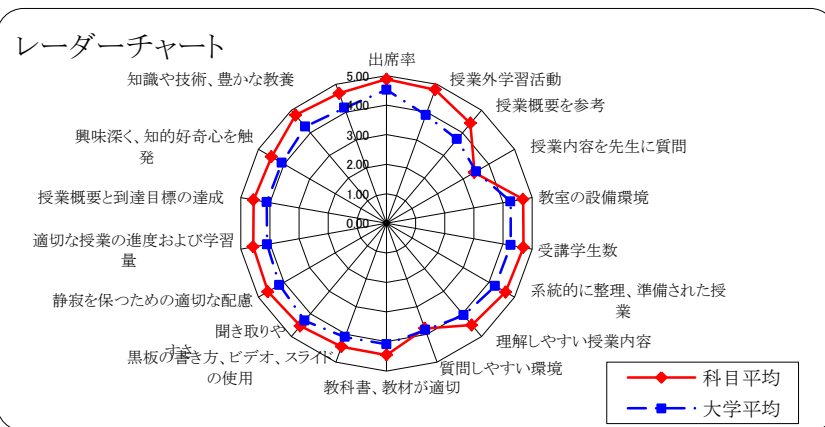 レーダーチャート
出席率
授業外学習活動
授業概要を参考
授業内容を先生に質問
教室の設備環境
受講学生数
系統的に整理、準備された授
業
理解しやすい授業内容
質問しやすい環境
教科書、教材が適切
黒板の書き方、ビデオ、スライド
の使用
聞き取りや
すさ
静寂を保つための適切な配慮
適切な授業の進度および学習
量
授業概要と到達目標の達成
興味深く、知的好奇心を触
発
知識や技術、豊かな教養
5.00
4.00
3.00
2.00
1.00
0.00
科目平均
大学平均